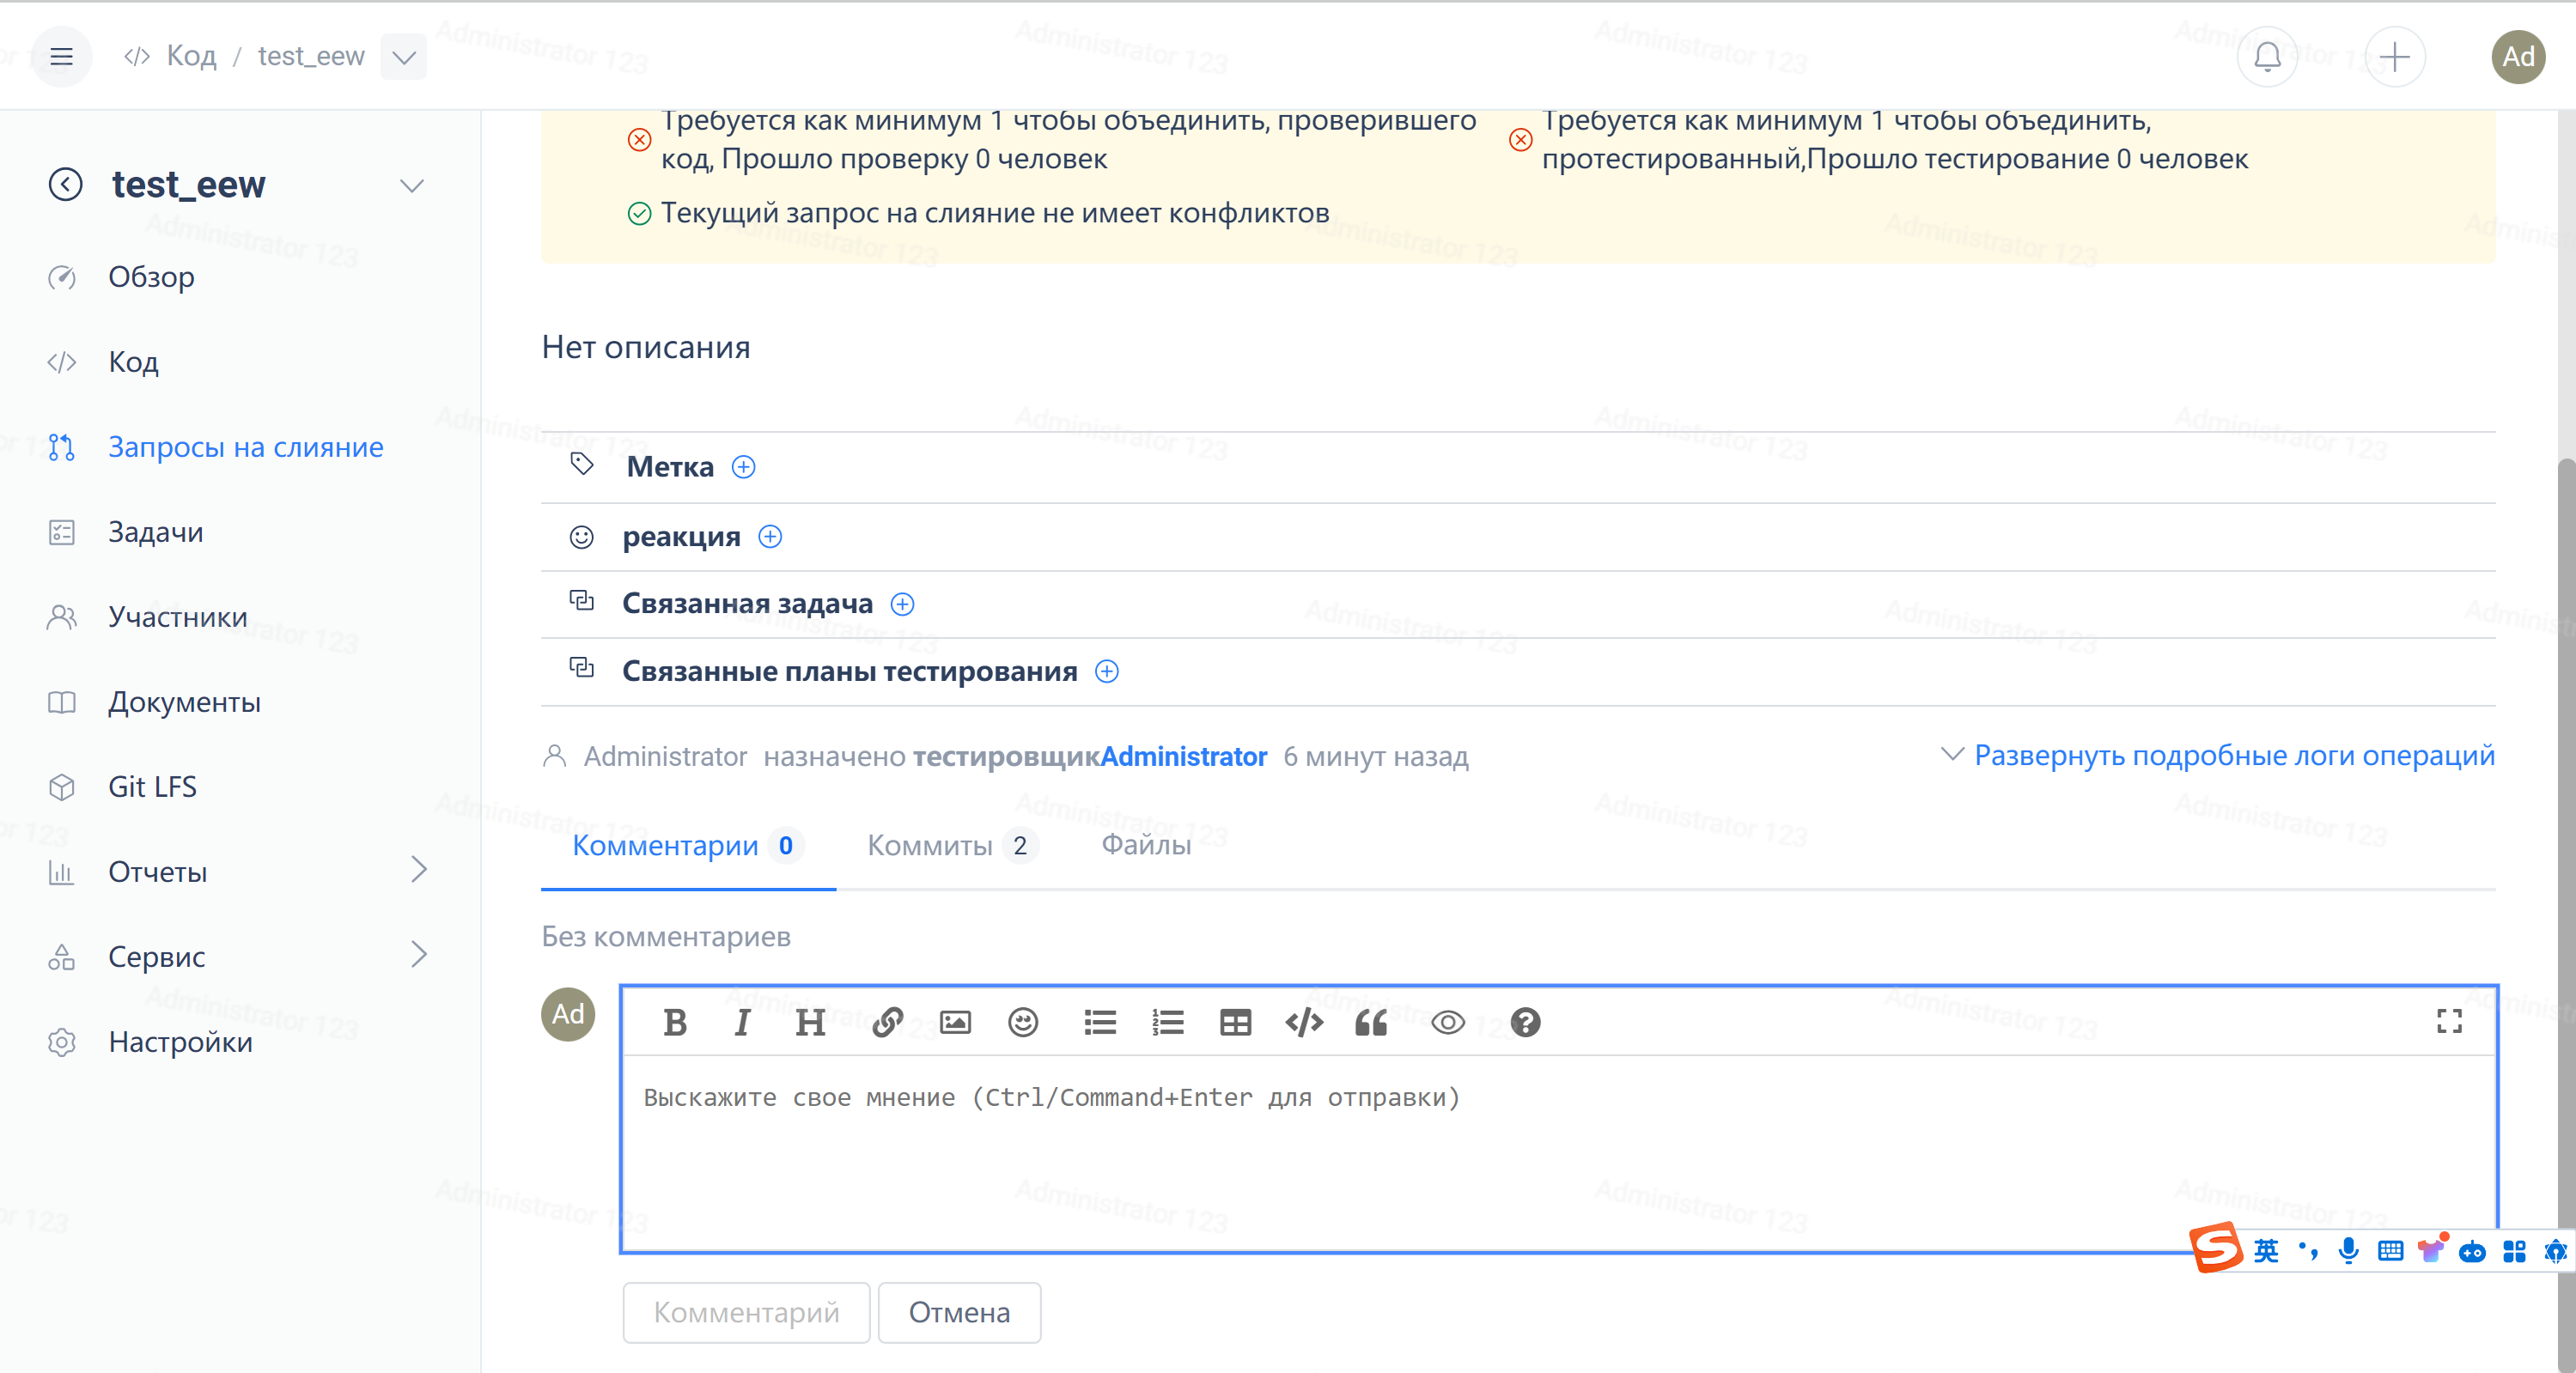 Код / test_eew
Ad
test_eew
Обзор
Код
Запросы на слияние
Задачи
Участники
Документы
Git LFS
Отчеты
Сервис
Настройки
Требуется как минимум 1 чтобы объединить, проверившего
код, Прошло проверку 0 человек
Требуется как минимум 1 чтобы объединить,
протестированный,Прошло тестирование 0 человек
Текущий запрос на слияние не имеет конфликтов
Нет описания
Метка
реакция
Связанная задача
Связанные планы тестирования
Administrator назначено тестировщикAdministrator 6 минут назад
Развернуть подробные логи операций
Комментарии 0 Коммиты 2 Файлы
Без комментариев
Ad
Выскажите свое мнение (Ctrl/Command+Enter для отправки)
英
Комментарий Отмена
Administrator 123